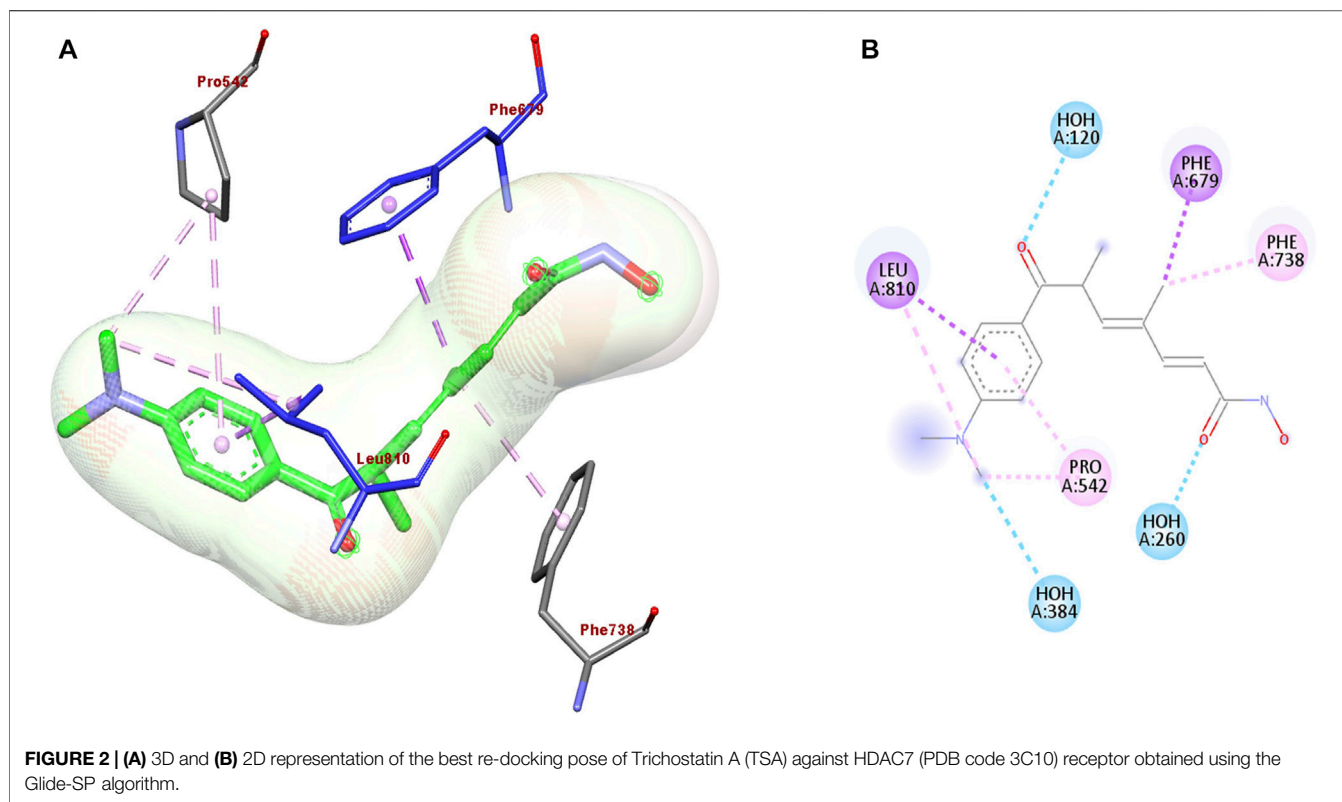 A
Pro542
Phe679
Leu810
Phe738
B
HOH
A:120
PHE
A:679
PHE
A:738
LEU
A:810
O
N
O
N
O
PRO
A:542
HOH
A:260
HOH
A:384
FIGURE 2 | (A) 3D and (B) 2D representation of the best re-docking pose of Trichostatin A (TSA) against HDAC7 (PDB code 3C10) receptor obtained using the
Glide-SP algorithm.